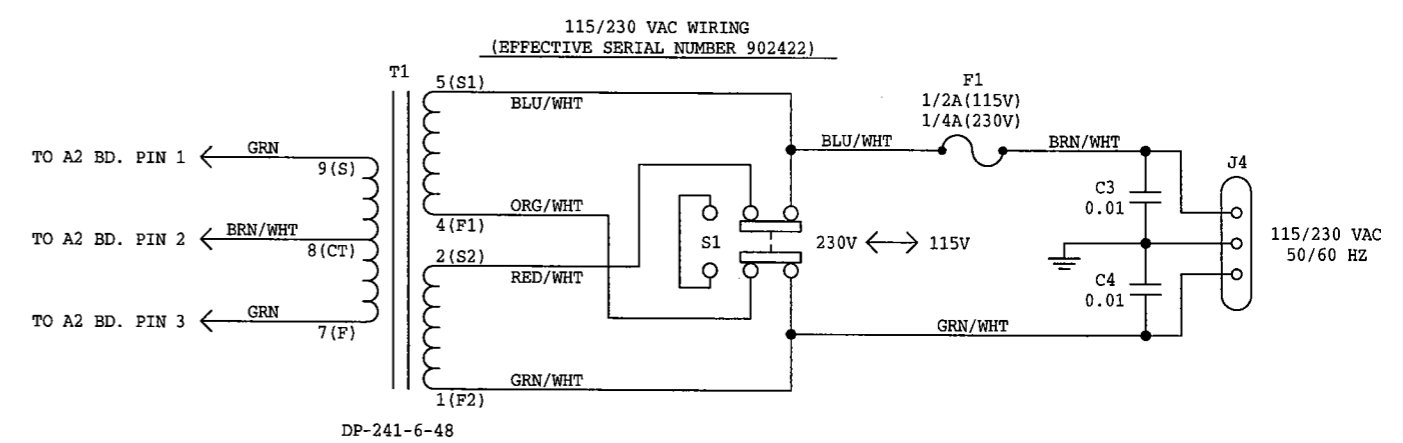 115/230 VAC WIRING
(EFFECTIVE SERIAL NUMBER 902422)
T1
5(S1)
BLU/WHT
F1
1/2A(115V)
1/4A(230V)
BLU/WHT
BRN/WHT
TO A2 BD. PIN 1
GRN
9(S)
J4
C3
0.01
ORG/WHT
4(F1)
TO A2 BD. PIN 2
BRN/WHT
8(CT)
S1
230V
115V
115/230 VAC
50/60 HZ
2(S2)
RED/WHT
C4
0.01
TO A2 BD. PIN 3
GRN
7(F)
GRN/WHT
GRN/WHT
1(F2)
DP-241-6-48